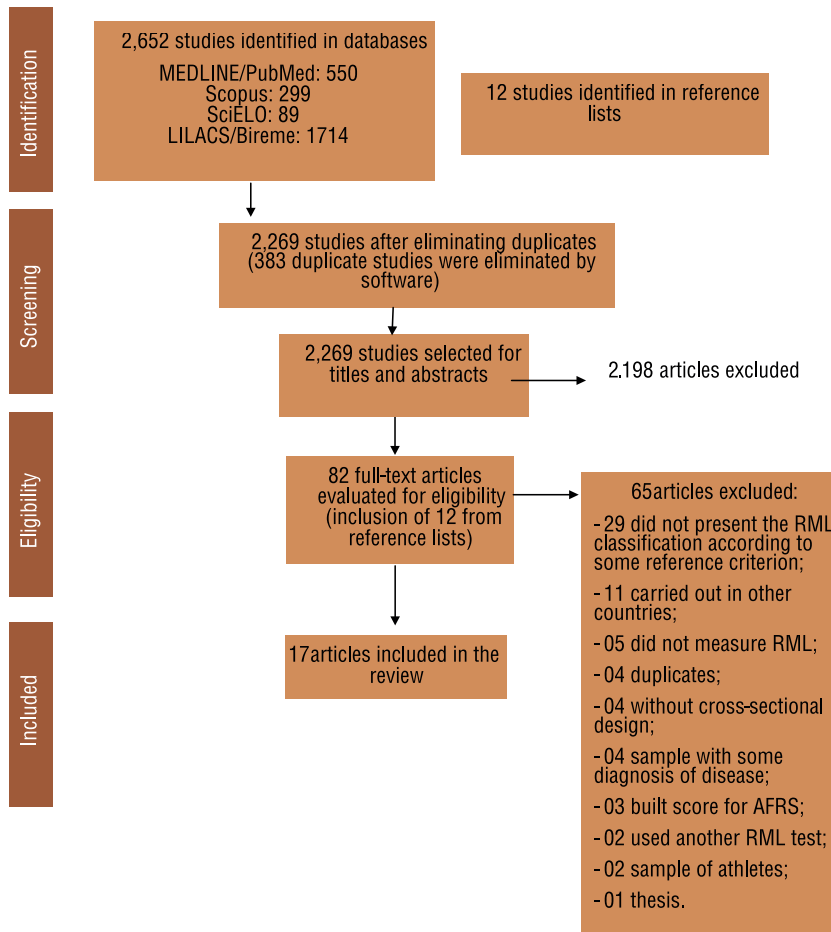 Identification
2,652 studies identified in databases
MEDLINE/PubMed: 550
Scopus: 299
SciELO: 89
LILACS/Bireme: 1714
12 studies identified in reference
lists
Screening
2,269 studies after eliminating duplicates
(383 duplicate studies were eliminated by
software)
2,269 studies selected for
titles and abstracts
2.198 articles excluded
Eligibility
82 full-text articles
evaluated for eligibility
(inclusion of 12 from
reference lists)
65articles excluded:
-29 did not present the RML
classification according to
some reference criterion;
-11 carried out in other
countries;
-05 did not measure RML;
-04 duplicates;
-04 without cross-sectional
design;
-04 sample with some
diagnosis of disease;
-03 built score for AFRS;
-02 used another RML test;
-02 sample of athletes;
-01 thesis.
Included
17articles included in the
review